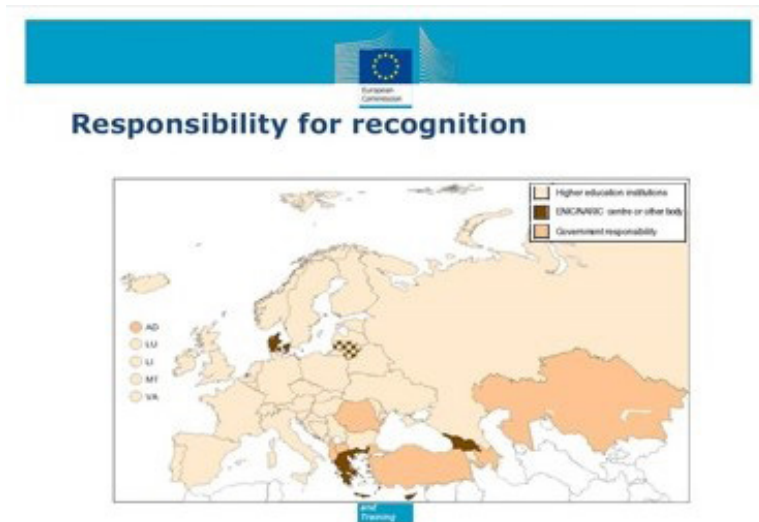 European
Commission
Responsibility for recognition
Higher education institutions
ENIC/NARIC centre or other body
Government responsibility
AD
LU
LI
MT
VA
and
Training